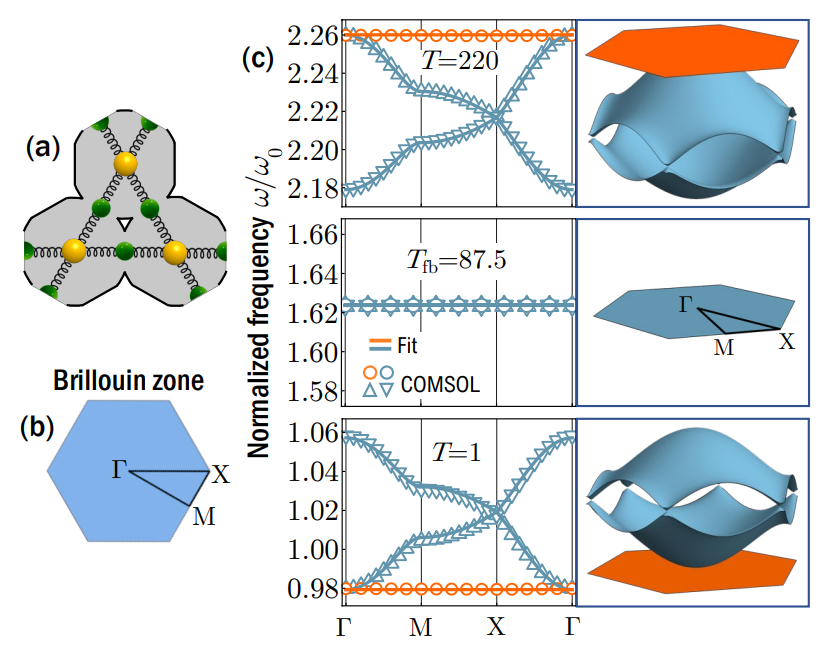 (a)
Brillouin zone
(b)
Γ
X
M
(c)
Normalized frequency ω/ω₀
2.26
2.24
2.22
2.20
2.18
T=220
1.66
1.64
1.62
1.60
1.58
T_fb=87.5
Fit
COMSOL
Γ
M
X
1.06
1.04
1.02
1.00
0.98
T=1
Γ M X Γ